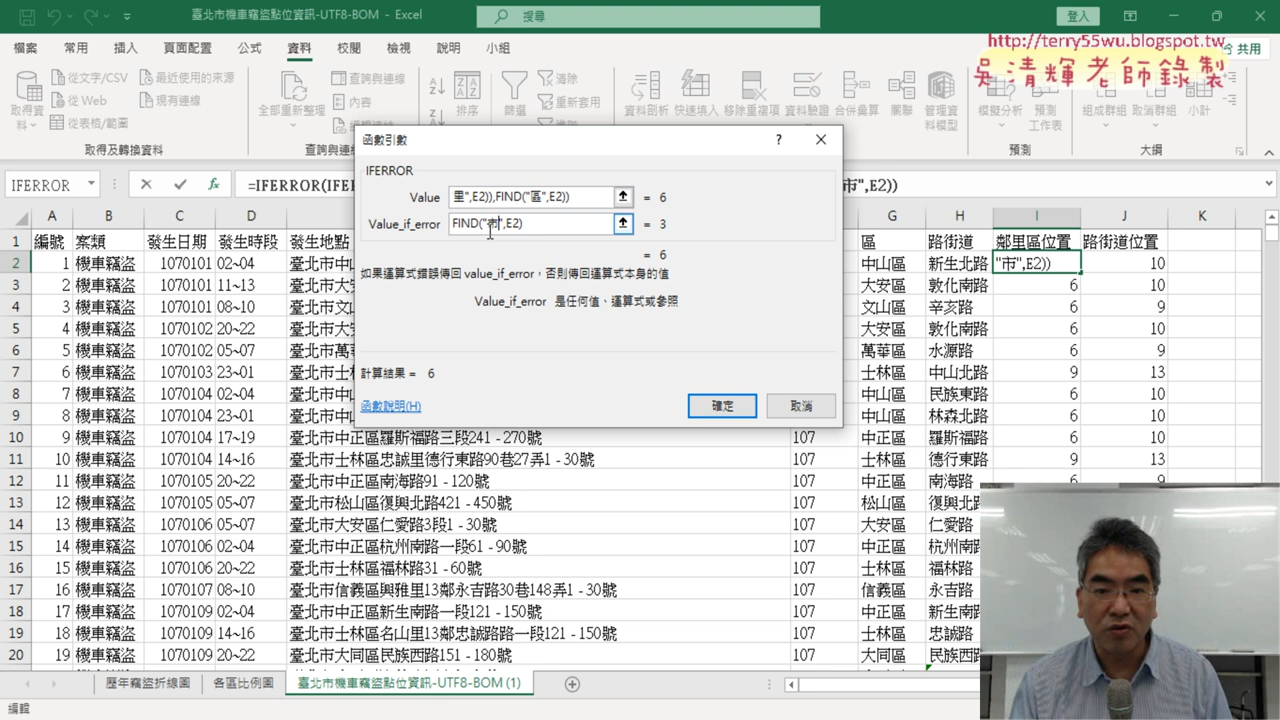 臺北市機車竊盜點位資訊-UTF8-BOM - Excel
搜尋
登入
檔案 常用 插入 頁面配置 公式 資料 校閱 檢視 說明 小組
共用
http://terry55wu.blogspot.tw
吳清輝老師錄製
取得資料
從文字/CSV
從 Web
從表格/範圍
最近使用的來源
現有連線
全部重新整理
查詢與連線
內容
排序
篩選
清除
重新套用
資料剖析 快速填入 移除重複項 資料驗證 合併彙算 關聯 管理資料模型
模擬分析 預測工作表
組成群組 取消群組 小計
取得及轉換資料
預測
大綱
IFERROR
市",E2))
函數引數
IFERROR
Value 里",E2)),FIND("區",E2)) = 6
Value_if_error FIND("市",E2) = 3
= 6
如果運算式錯誤傳回 value_if_error，否則傳回運算式本身的值
Value_if_error 是任何值、運算式或參照
計算結果 = 6
函數說明(H)
確定 取消
A B C D G H I J K
1 編號 案類 發生日期 發生時段 發生地點 區 路街道 鄰里區位置 路街道位置
2 1 機車竊盜 1070101 02~04 臺北市中山 中山區 新生北路 "市",E2)) 10
3 2 機車竊盜 1070101 11~13 臺北市大安 大安區 敦化南路 6 10
4 3 機車竊盜 1070101 08~10 臺北市文山 文山區 辛亥路 6 9
5 4 機車竊盜 1070102 20~22 臺北市大安 大安區 敦化南路 6 10
6 5 機車竊盜 1070102 05~07 臺北市萬華 萬華區 水源路 6 9
7 6 機車竊盜 1070103 23~01 臺北市士林 士林區 中山北路 9 13
8 7 機車竊盜 1070104 02~04 臺北市中 中山區 民族東路 6 10
9 8 機車竊盜 1070104 23~01 臺北市中 中山區 林森北路 6 10
10 9 機車竊盜 1070104 17~19 臺北市中正區羅斯福路三段241 - 270號 107 中正區 羅斯福路 6 10
11 10 機車竊盜 1070104 14~16 臺北市士林區忠誠里德行東路90巷27弄1 - 30號 107 士林區 德行東路 9 13
12 11 機車竊盜 1070105 20~22 臺北市中正區南海路91 - 120號 107 中正區 南海路 6 9
13 12 機車竊盜 1070106 05~07 臺北市松山區復興北路421 - 450號 107 松山區 復興北路
14 13 機車竊盜 1070106 05~07 臺北市大安區仁愛路3段1 - 30號 107 大安區 仁愛路
15 14 機車竊盜 1070106 02~04 臺北市中正區杭州南路一段61 - 90號 107 中正區 杭州南路
16 15 機車竊盜 1070106 02~04 臺北市士林區福林路31 - 60號 107 士林區 福林路
17 16 機車竊盜 1070107 08~10 臺北市信義區興雅里13鄰永吉路30巷148弄1 - 30號 107 信義區 永吉路
18 17 機車竊盜 1070109 02~04 臺北市中正區新生南路一段121 - 150號 107 中正區 新生南路
19 18 機車竊盜 1070109 14~16 臺北市士林區名山里13鄰忠誠路路一段121 - 150號 107 士林區 忠誠路
20 19 機車竊盜 1070109 20~22 臺北市大同區民族西路151 - 180號 107 大同區 民族西路
歷年竊盜折線圖 各區比例圖 臺北市機車竊盜點位資訊-UTF8-BOM (1)
編輯